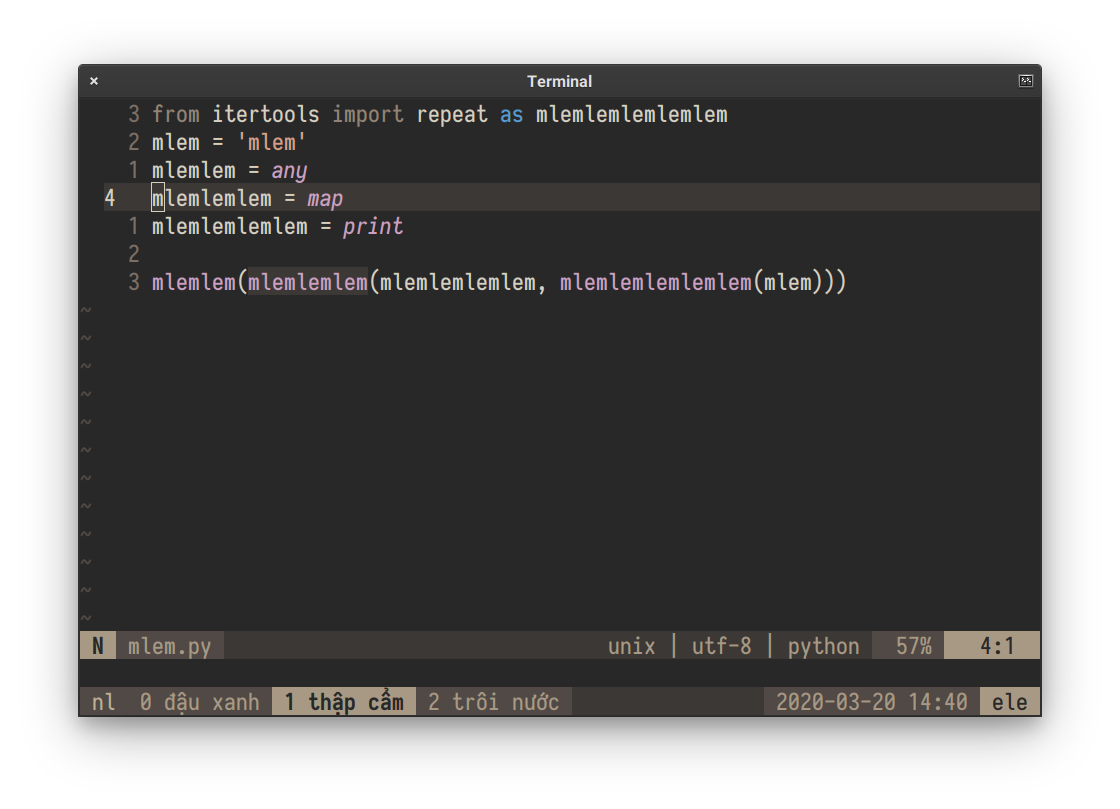 Terminal
3 from itertools import repeat as mlemlemlemlemlem
2 mlem = 'mlem'
1 mlemlem = any
4 mlemlemlem = map
1 mlemlemlemlem = print
2
3 mlemlem(mlemlemlem(mlemlemlemlem, mlemlemlemlemlem(mlem)))
~
~
~
~
~
~
~
~
~
~
~
~
N mlem.py unix | utf-8 | python 57% 4:1
nl 0 đậu xanh 1 thập cẩm 2 trôi nước 2020-03-20 14:40 ele